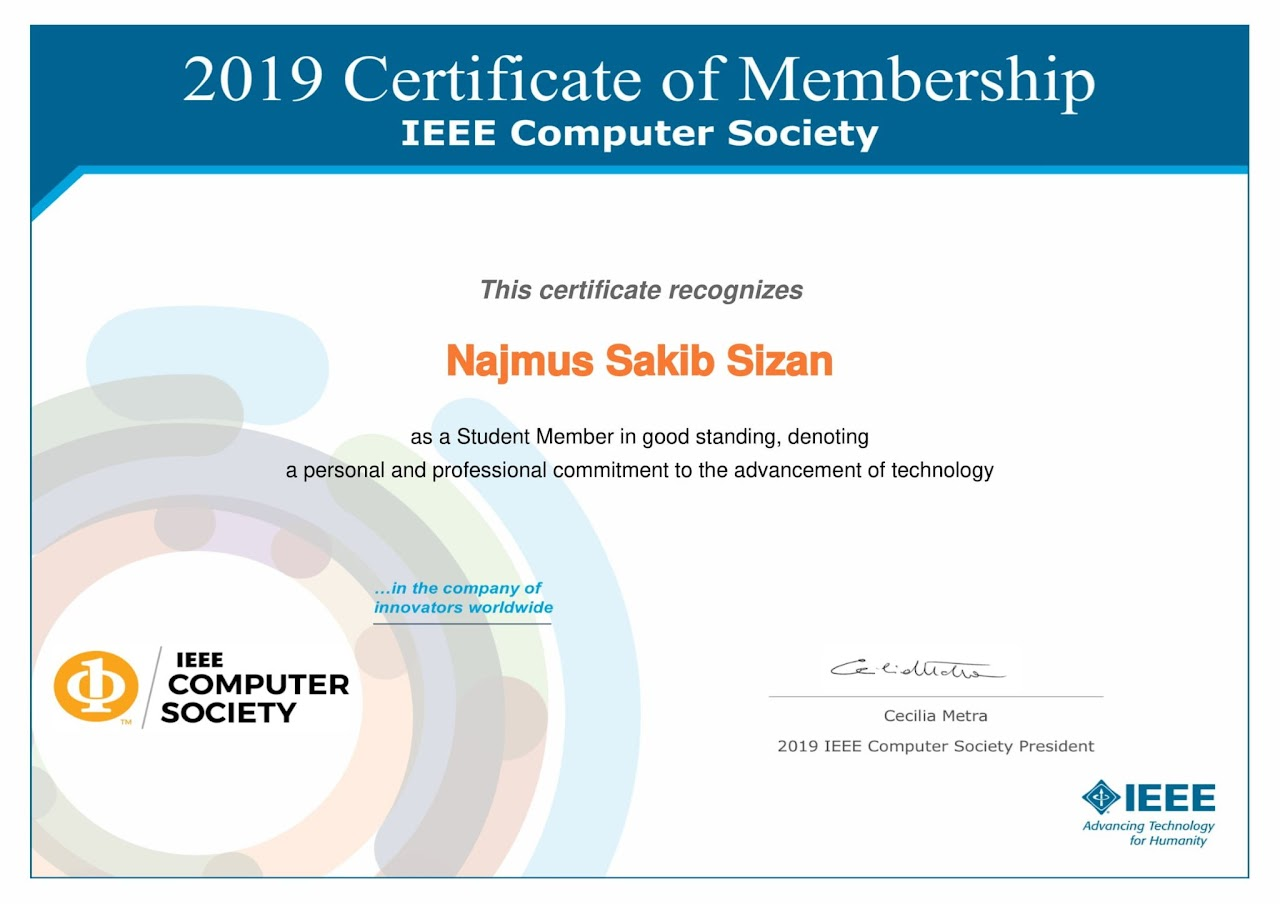 2019 Certificate of Membership
IEEE Computer Society
This certificate recognizes
Najmus Sakib Sizan
as a Student Member in good standing, denoting
a personal and professional commitment to the advancement of technology
...in the company of
innovators worldwide
IEEE
COMPUTER
SOCIETY
TM
Cecilia Metra
Cecilia Metra
2019 IEEE Computer Society President
IEEE
Advancing Technology
for Humanity